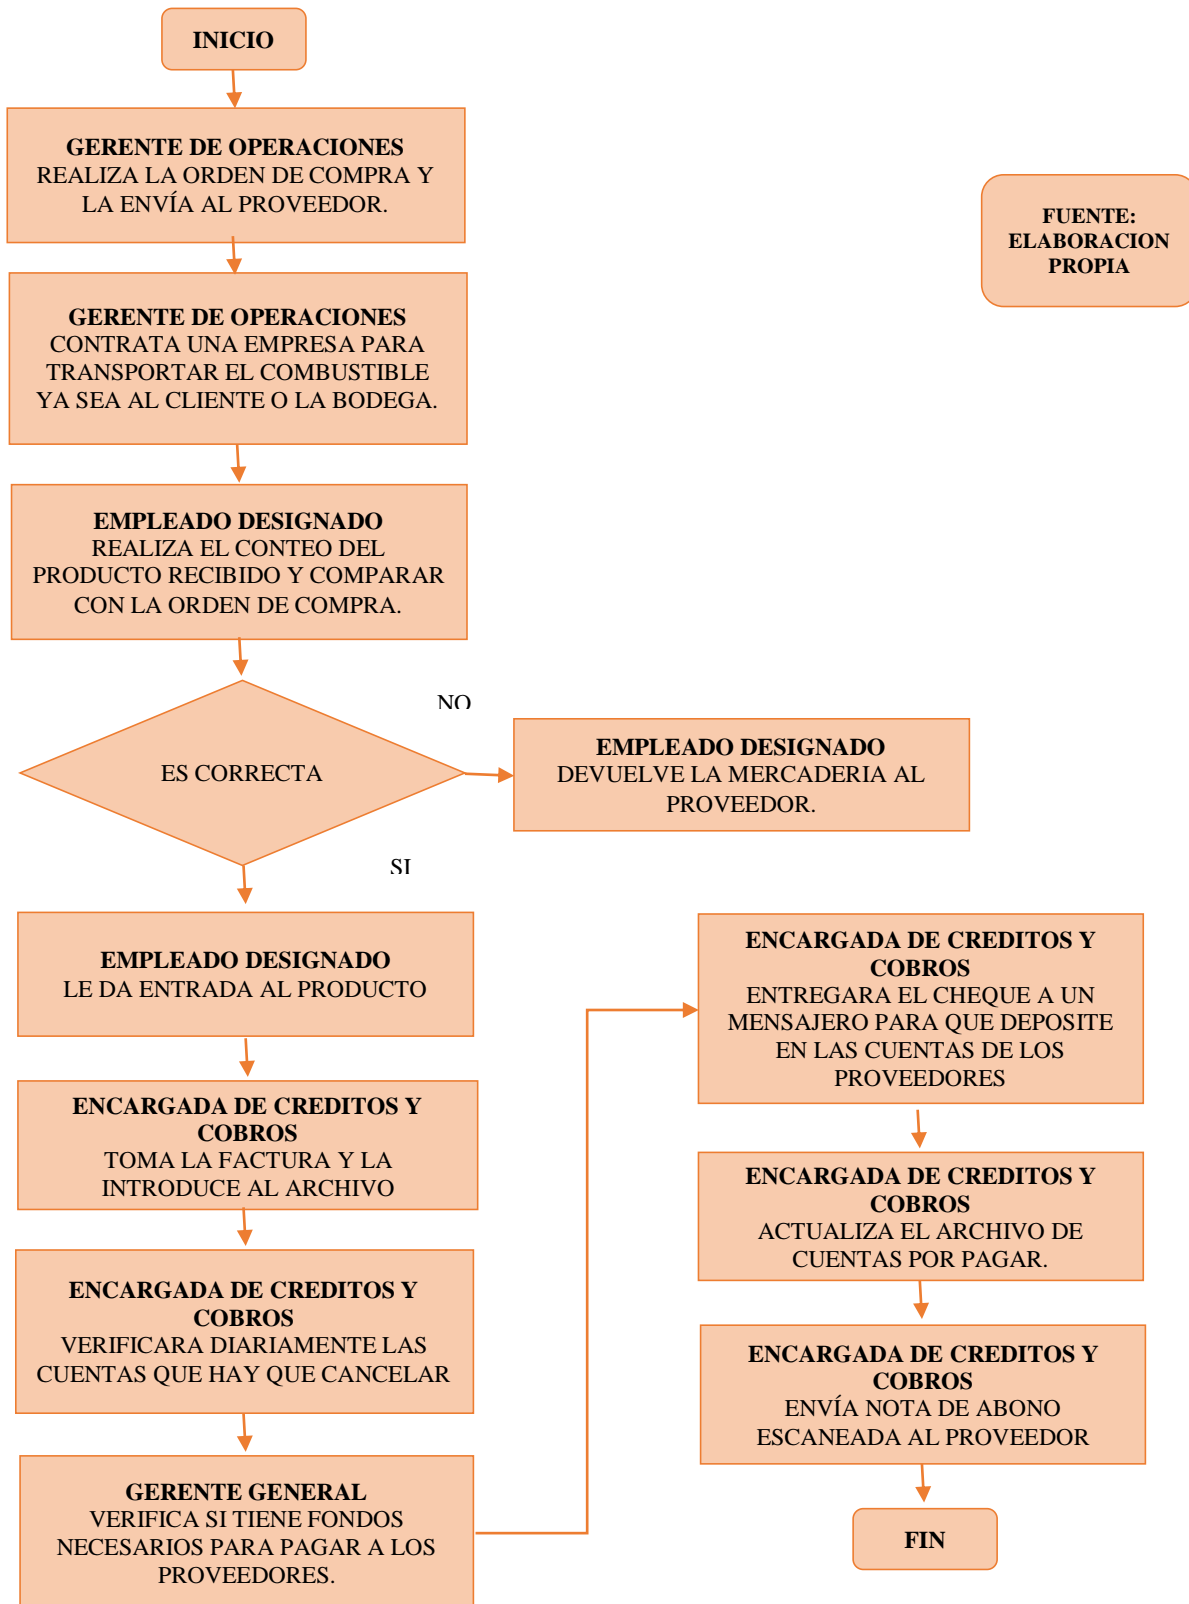 INICIO
GERENTE DE OPERACIONES
REALIZA LA ORDEN DE COMPRA Y
LA ENVÍA AL PROVEEDOR.
FUENTE:
ELABORACION
PROPIA
GERENTE DE OPERACIONES
CONTRATA UNA EMPRESA PARA
TRANSPORTAR EL COMBUSTIBLE
YA SEA AL CLIENTE O LA BODEGA.
EMPLEADO DESIGNADO
REALIZA EL CONTEO DEL
PRODUCTO RECIBIDO Y COMPARAR
CON LA ORDEN DE COMPRA.
ES CORRECTA
NO
EMPLEADO DESIGNADO
DEVUELVE LA MERCADERIA AL
PROVEEDOR.
SI
EMPLEADO DESIGNADO
LE DA ENTRADA AL PRODUCTO
ENCARGADA DE CREDITOS Y
COBROS
TOMA LA FACTURA Y LA
INTRODUCE AL ARCHIVO
ENCARGADA DE CREDITOS Y
COBROS
VERIFICARA DIARIAMENTE LAS
CUENTAS QUE HAY QUE CANCELAR
GERENTE GENERAL
VERIFICA SI TIENE FONDOS
NECESARIOS PARA PAGAR A LOS
PROVEEDORES.
ENCARGADA DE CREDITOS Y
COBROS
ENTREGARA EL CHEQUE A UN
MENSAJERO PARA QUE DEPOSITE
EN LAS CUENTAS DE LOS
PROVEEDORES
ENCARGADA DE CREDITOS Y
COBROS
ACTUALIZA EL ARCHIVO DE
CUENTAS POR PAGAR.
ENCARGADA DE CREDITOS Y
COBROS
ENVÍA NOTA DE ABONO
ESCANEADA AL PROVEEDOR
FIN